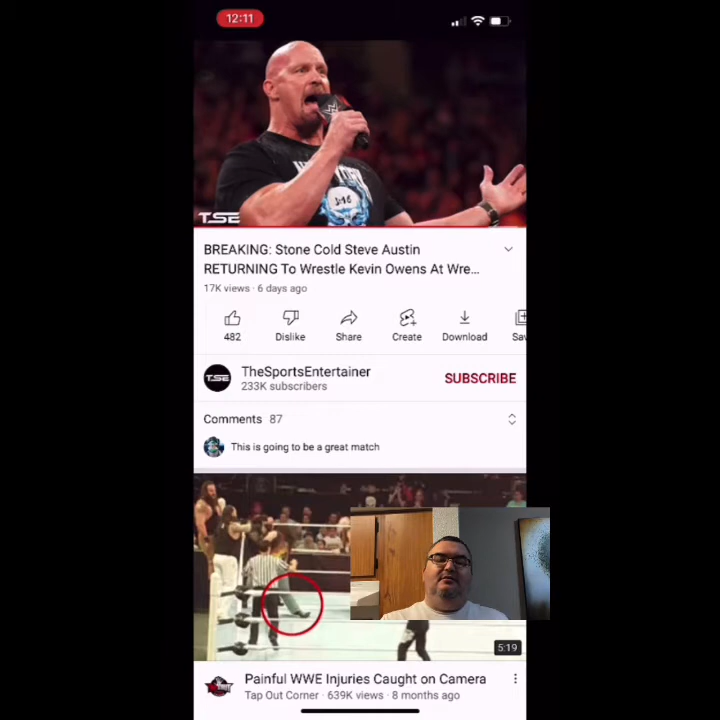 12:11
TSE
BREAKING: Stone Cold Steve Austin
RETURNING To Wrestle Kevin Owens At Wre...
17K views · 6 days ago
482
Dislike
Share
Create
Download
Sav
TSE
TheSportsEntertainer
233K subscribers
SUBSCRIBE
Comments 87
This is going to be a great match
5:19
Painful WWE Injuries Caught on Camera
Tap Out Corner · 639K views · 8 months ago